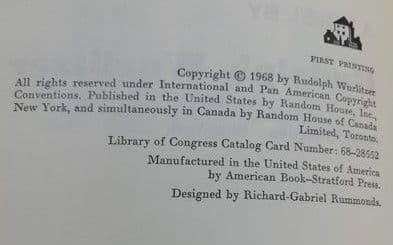 FIRST PRINTING
Copyright © 1968 by Rudolph Wurlitzer
All rights reserved under International and Pan American Copyright
Conventions. Published in the United States by Random House, Inc.,
New York, and simultaneously in Canada by Random House of Canada
Limited, Toronto.
Library of Congress Catalog Card Number: 68-28552
Manufactured in the United States of America
by American Book–Stratford Press.
Designed by Richard-Gabriel Rummonds.